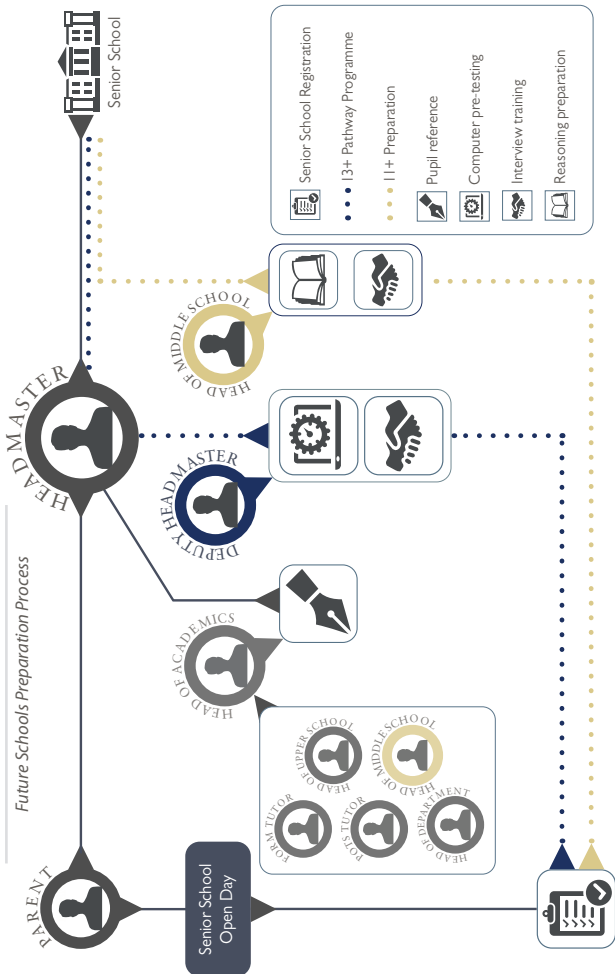 Future Schools Preparation Process
PARENT
HEADMASTER
Senior School
Senior School
Open Day
FORM TUTOR
HEAD OF UPPER SCHOOL
POTS TUTOR
HEAD OF MIDDLE SCHOOL
HEAD OF DEPARTMENT
HEAD OF ACADEMICS
DEPUTY HEADMASTER
HEAD OF MIDDLE SCHOOL
Senior School Registration
13+ Pathway Programme
11+ Preparation
Pupil reference
Computer pre-testing
Interview training
Reasoning preparation